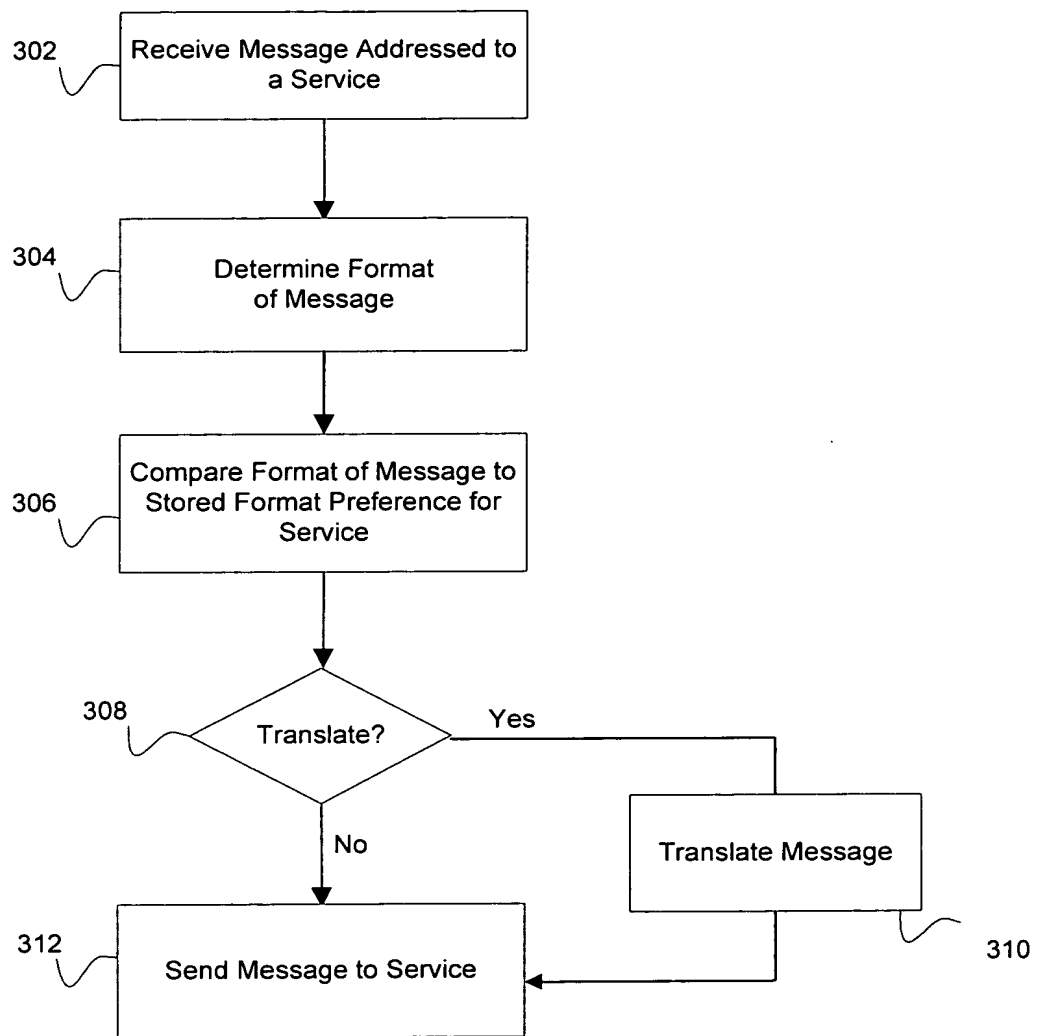 302
Receive Message Addressed to
a Service
304
Determine Format
of Message
306
Compare Format of Message to
Stored Format Preference for
Service
308
Translate?
Yes
No
Translate Message
310
312
Send Message to Service